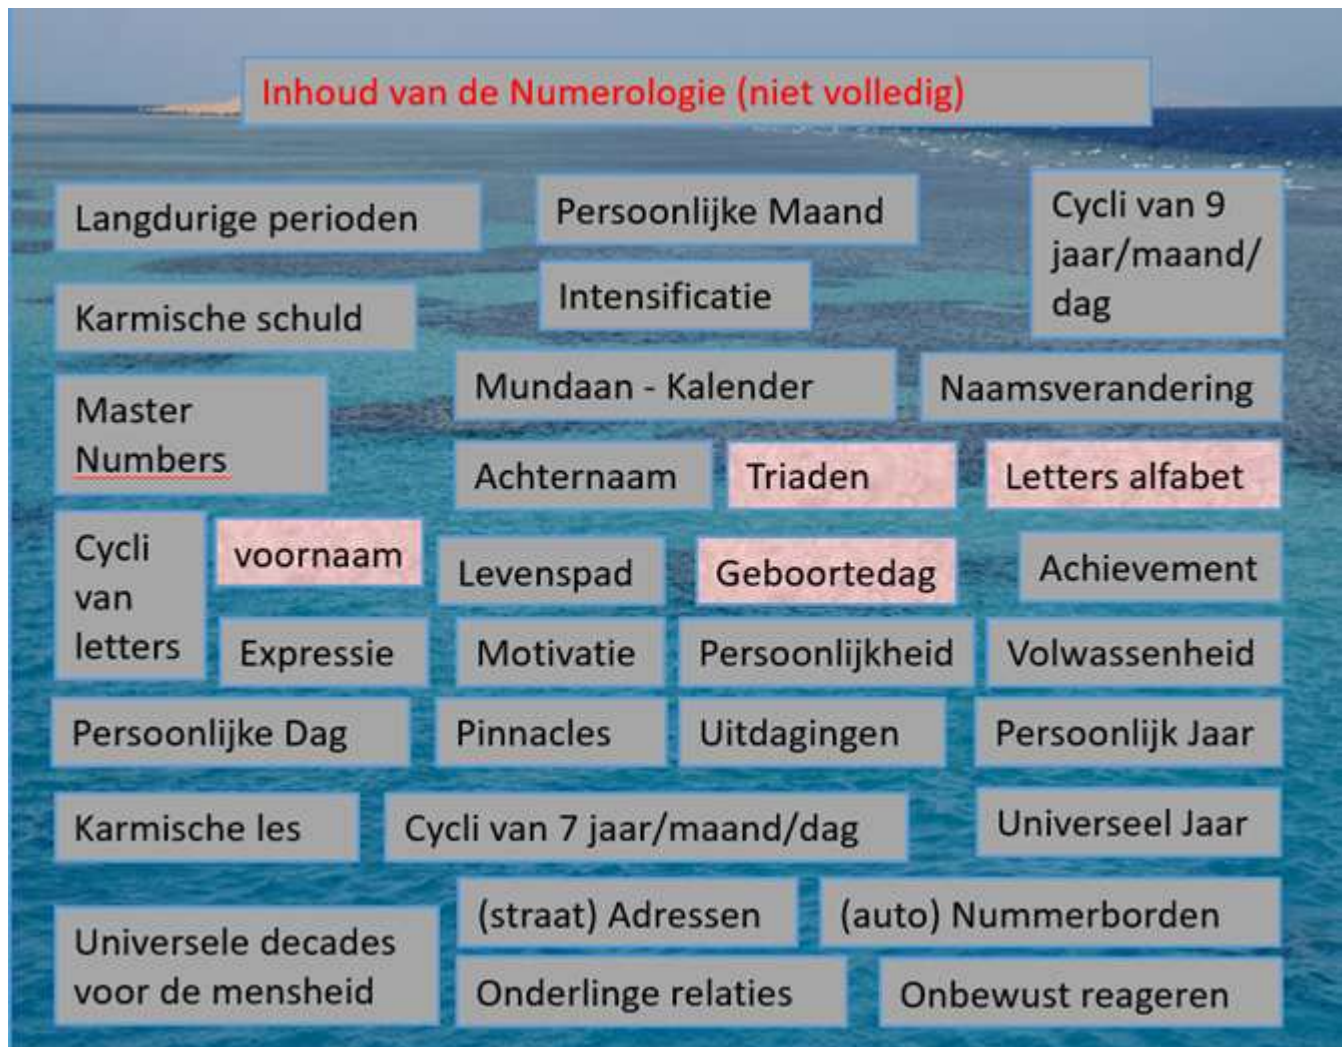 Inhoud van de Numerologie (niet volledig)
Langdurige perioden
Persoonlijke Maand
Cycli van 9
jaar/maand/
dag
Karmische schuld
Intensificatie
Master
Numbers
Mundaan - Kalender
Naamsverandering
Achternaam
Triaden
Letters alfabet
Cycli
van
letters
voornaam
Levenspad
Geboortedag
Achievement
Expressie
Motivatie
Persoonlijkheid
Volwassenheid
Persoonlijke Dag
Pinnacles
Uitdagingen
Persoonlijk Jaar
Karmische les
Cycli van 7 jaar/maand/dag
Universeel Jaar
Universele decades
voor de mensheid
(straat) Adressen
(auto) Nummerborden
Onderlinge relaties
Onbewust reageren